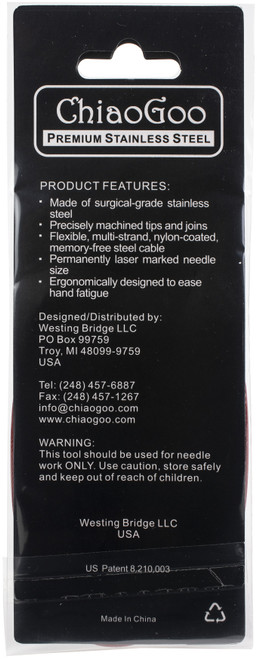 ChiaoGoo
PREMIUM STAINLESS STEEL
PRODUCT FEATURES:
• Made of surgical-grade stainless
steel
• Precisely machined tips and joins
• Flexible, multi-strand, nylon-coated,
memory-free steel cable
• Permanently laser marked needle
size
• Ergonomically designed to ease
hand fatigue
Designed/Distributed by:
Westing Bridge LLC
PO Box 99759
Troy, MI 48099-9759
USA
Tel: (248) 457-6887
Fax: (248) 457-1267
info@chiaogoo.com
www.chiaogoo.com
WARNING:
This tool should be used for needle
work ONLY. Use caution, store safely
and keep out of reach of children.
Westing Bridge LLC
USA
US Patent 8,210,003
Made in China